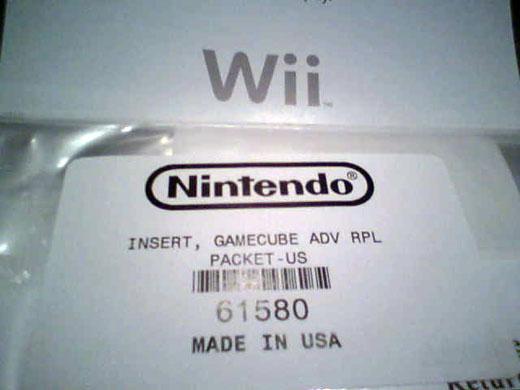 Wii
Nintendo®
INSERT, GAMECUBE ADV RPL
PACKET-US
61580
MADE IN USA